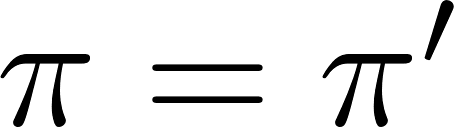 π = π′